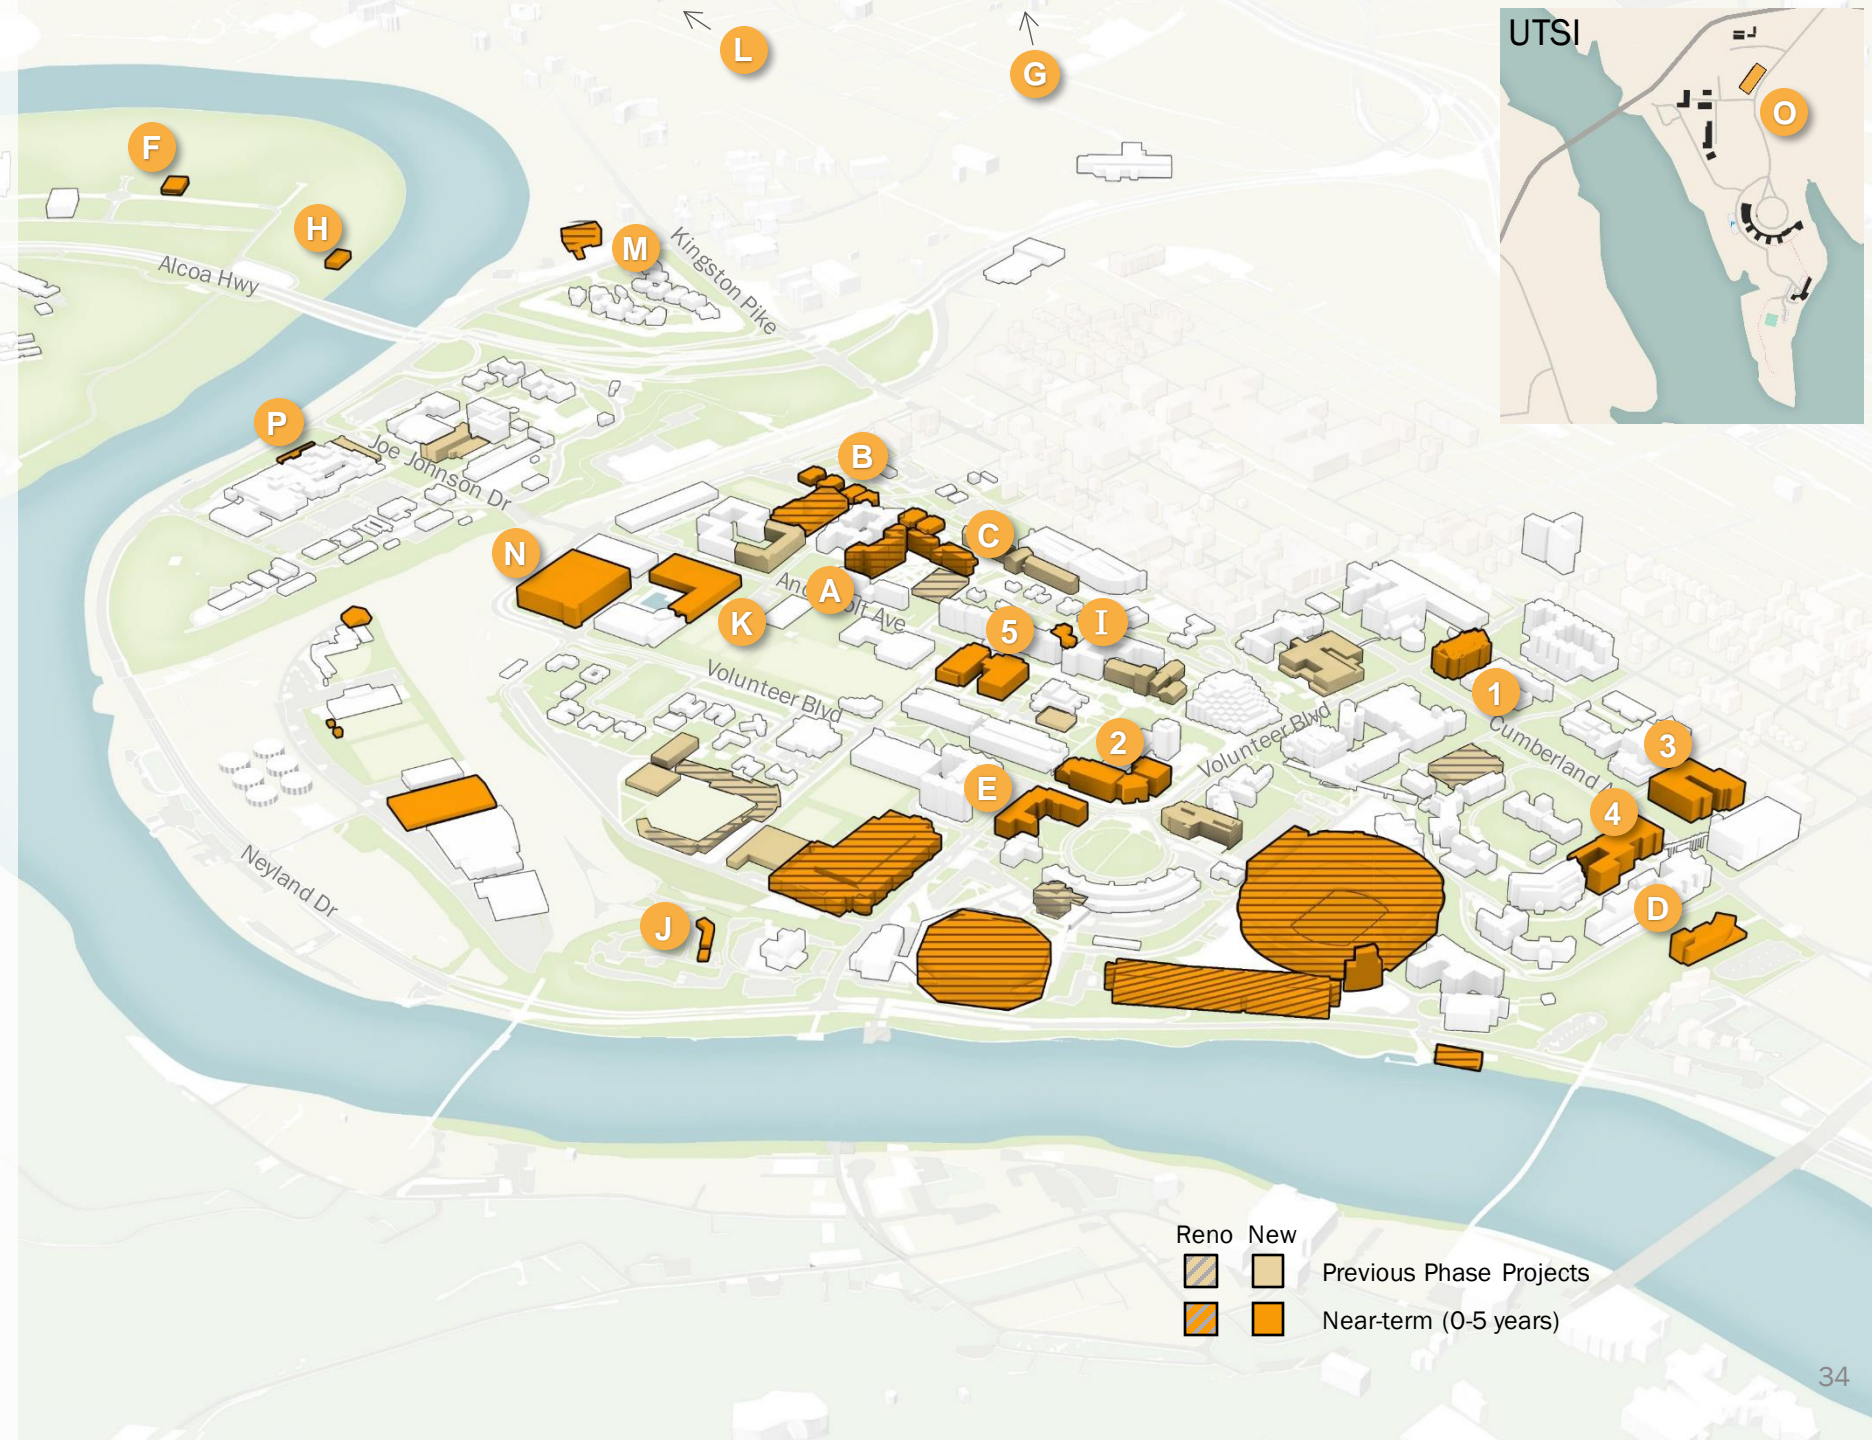 L
G
UTSI
O
F
H
M
Kingston Pike
Alcoa Hwy
P
Joe Johnson Dr
B
C
N
A
K
5
I
Volunteer Blvd
1
2
Volunteer Blvd
3
Cumberland
E
4
Neyland Dr
D
J
Reno New
Previous Phase Projects
Near-term (0-5 years)
34